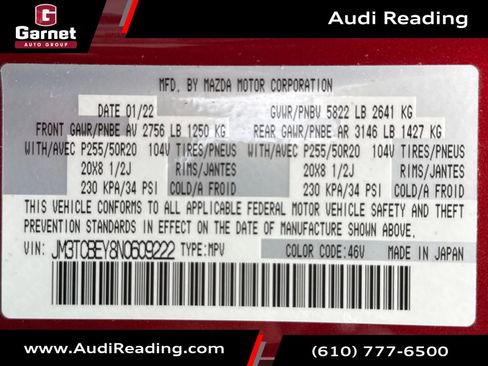 Garnet
AUTO GROUP
Audi Reading
MFD. BY MAZDA MOTOR CORPORATION
DATE 01/22 GVWR/PNBV 5822 LB 2641 KG
FRONT GAWR/PNBE AV 2756 LB 1250 KG REAR GAWR/PNBE AR 3146 LB 1427 KG
WITH/AVEC P255/50R20 104V TIRES/PNEUS WITH/AVEC P255/50R20 104V TIRES/PNEUS
20X8 1/2J RIMS/JANTES 20X8 1/2J RIMS/JANTES
230 KPA/34 PSI COLD/A FROID 230 KPA/34 PSI COLD/A FROID
THIS VEHICLE CONFORMS TO ALL APPLICABLE FEDERAL MOTOR VEHICLE SAFETY AND THEFT
PREVENTION STANDARDS IN EFFECT ON THE DATE OF MANUFACTURE SHOWN ABOVE.
VIN: JM3TCBEY8N0609222 TYPE:MPV COLOR CODE:46V MADE IN JAPAN
www.AudiReading.com
(610) 777-6500